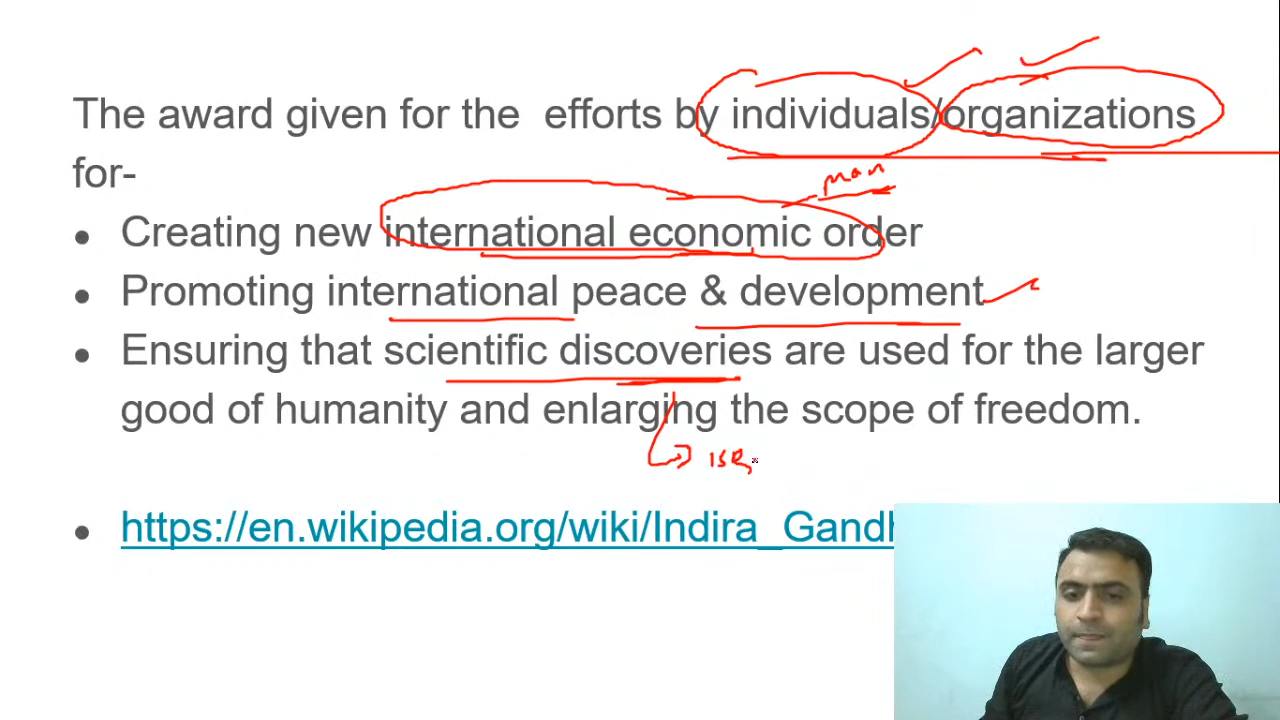 The award given for the efforts by individuals/organizations
for-
man
• Creating new international economic order
• Promoting international peace & development
• Ensuring that scientific discoveries are used for the larger
good of humanity and enlarging the scope of freedom.
• https://en.wikipedia.org/wiki/Indira_Gandh